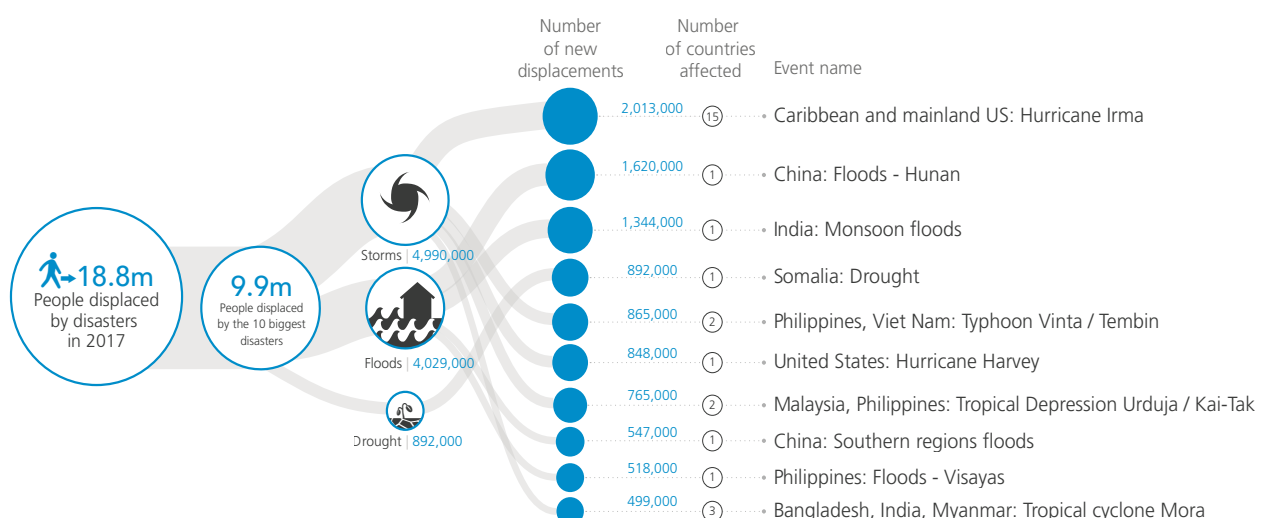 Number
of new
displacements
Number
of countries
affected
Event name
18.8m
People displaced
by disasters
in 2017
9.9m
People displaced
by the 10 biggest
disasters
Storms | 4,990,000
Floods | 4,029,000
Drought | 892,000
2,013,000 15 Caribbean and mainland US: Hurricane Irma
1,620,000 1 China: Floods - Hunan
1,344,000 1 India: Monsoon floods
892,000 1 Somalia: Drought
865,000 2 Philippines, Viet Nam: Typhoon Vinta / Tembin
848,000 1 United States: Hurricane Harvey
765,000 2 Malaysia, Philippines: Tropical Depression Urduja / Kai-Tak
547,000 1 China: Southern regions floods
518,000 1 Philippines: Floods - Visayas
499,000 3 Bangladesh, India, Myanmar: Tropical cyclone Mora